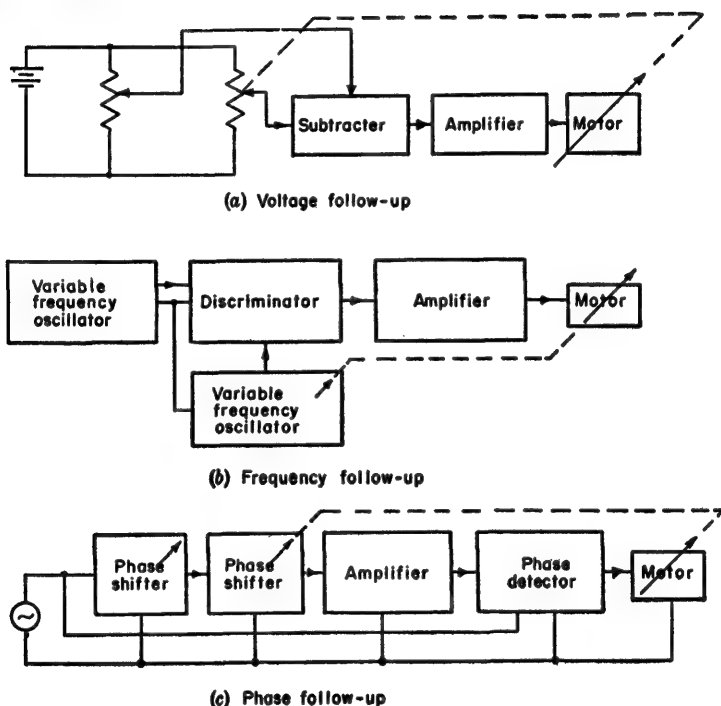 Subtracter
Amplifier
Motor
(a) Voltage follow-up
Variable
frequency
oscillator
Discriminator
Amplifier
Motor
Variable
frequency
oscillator
(b) Frequency follow-up
Phase
shifter
Phase
shifter
Amplifier
Phase
detector
Motor
(c) Phase follow-up